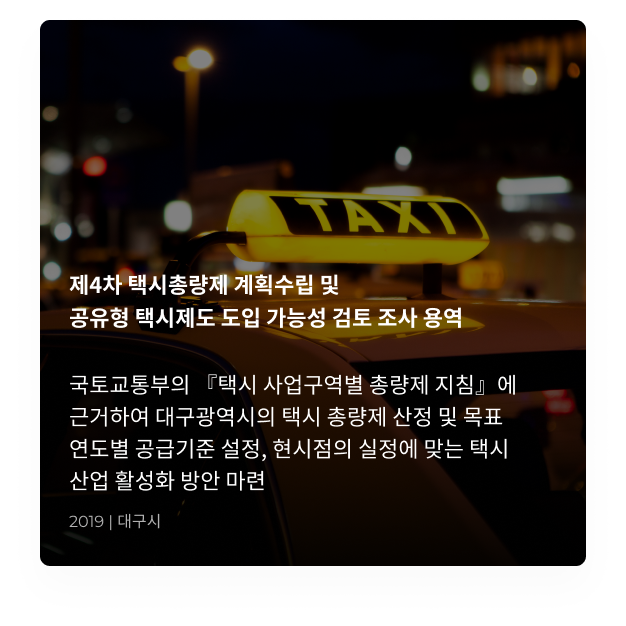 TAXI
제4차 택시총량제 계획수립 및
공유형 택시제도 도입 가능성 검토 조사 용역
국토교통부의 『택시 사업구역별 총량제 지침』에
근거하여 대구광역시의 택시 총량제 산정 및 목표
연도별 공급기준 설정, 현시점의 실정에 맞는 택시
산업 활성화 방안 마련
2019 | 대구시